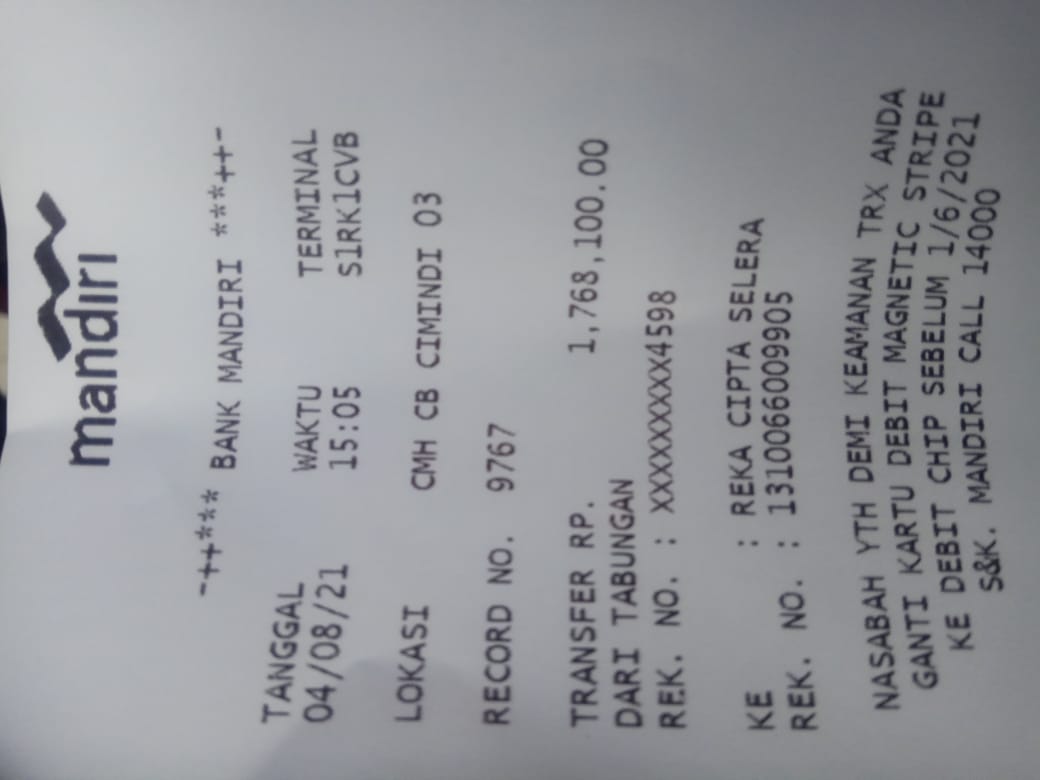 mandırı
-++*** BANK MANDIRI ***++-
TANGGAL WAKTU TERMINAL
04/08/21 15:05 S1RK1CVB
LOKASI CMH CB CIMINDI 03
RECORD NO. 9767
TRANSFER RP. 1,768,100.00
DARI TABUNGAN
REK. NO. : XXXXXXXXX4598
KE : REKA CIPTA SELERA
REK. NO. : 1310066009905
NASABAH YTH DEMI KEAMANAN TRX ANDA
GANTI KARTU DEBIT MAGNETIC STRIPE
KE DEBIT CHIP SEBELUM 1/6/2021
S&K. MANDIRI CALL 14000